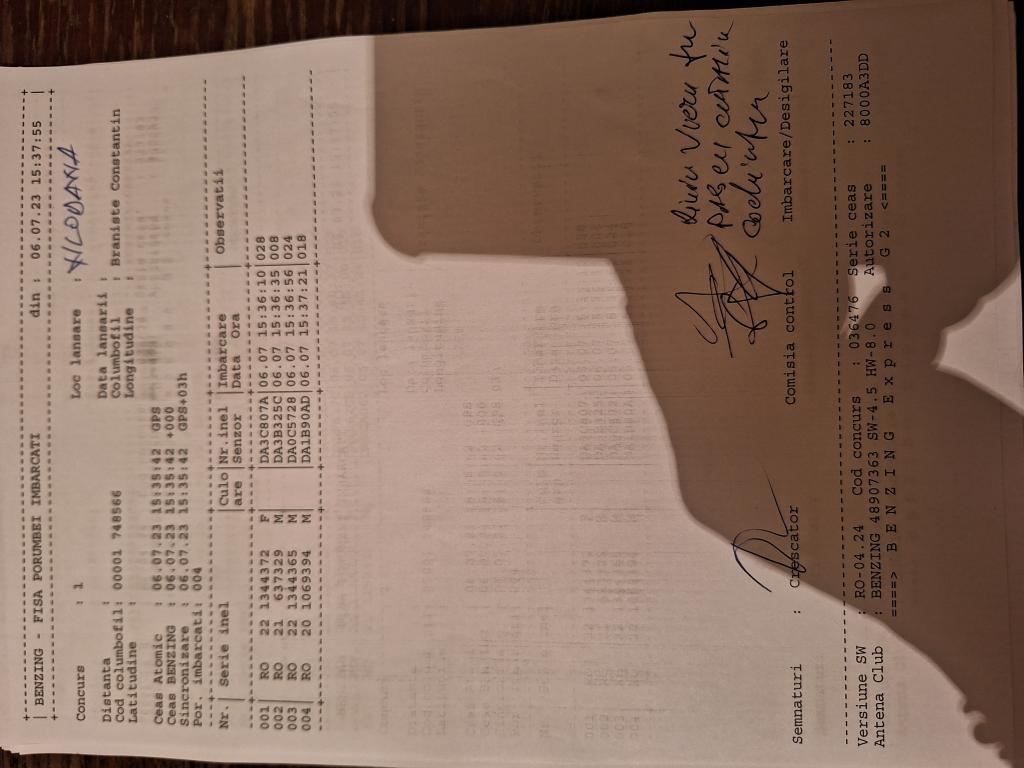 | BENZING - FISA PORUMBEI IMBARCATI din : 06.07.23 15:37:55 |
Concurs : 1 Loc lansare :
Distanta : Data lansarii :
Cod columbofil: 00001 748566 Columbofil : Braniste Constantin
Latitudine : Longitudine :
Ceas Atomic : 06.07.23 15:35:42 GPS
Ceas BENZING : 06.07.23 15:35:42 +000
Sincronizare : 06.07.23 15:35:42 GPS+03h
Por. imbarcati: 004
Nr.| Serie inel |Culo|Nr.inel |Imbarcare | Observatii
|are |Senzor |Data Ora |
001| RO 22 1344372 F| |DA3C807A|06.07 15:36:10|028
002| RO 21 637329 M| |DA3B325C|06.07 15:36:35|008
003| RO 22 1344365 M| |DA0C5728|06.07 15:36:56|024
004| RO 20 1069394 M| |DA1B90AD|06.07 15:37:21|018
Semnaturi : Crescator Comisia control Imbarcare/Desigilare
Versiune SW : RO-04.24 Cod concurs : 036476 Serie ceas : 227183
Antena Club : BENZING 48907363 SW-4.5 HW-8.0 Autorizare : 8000A3DD
====> B E N Z I N G E x p r e s s G 2 <====